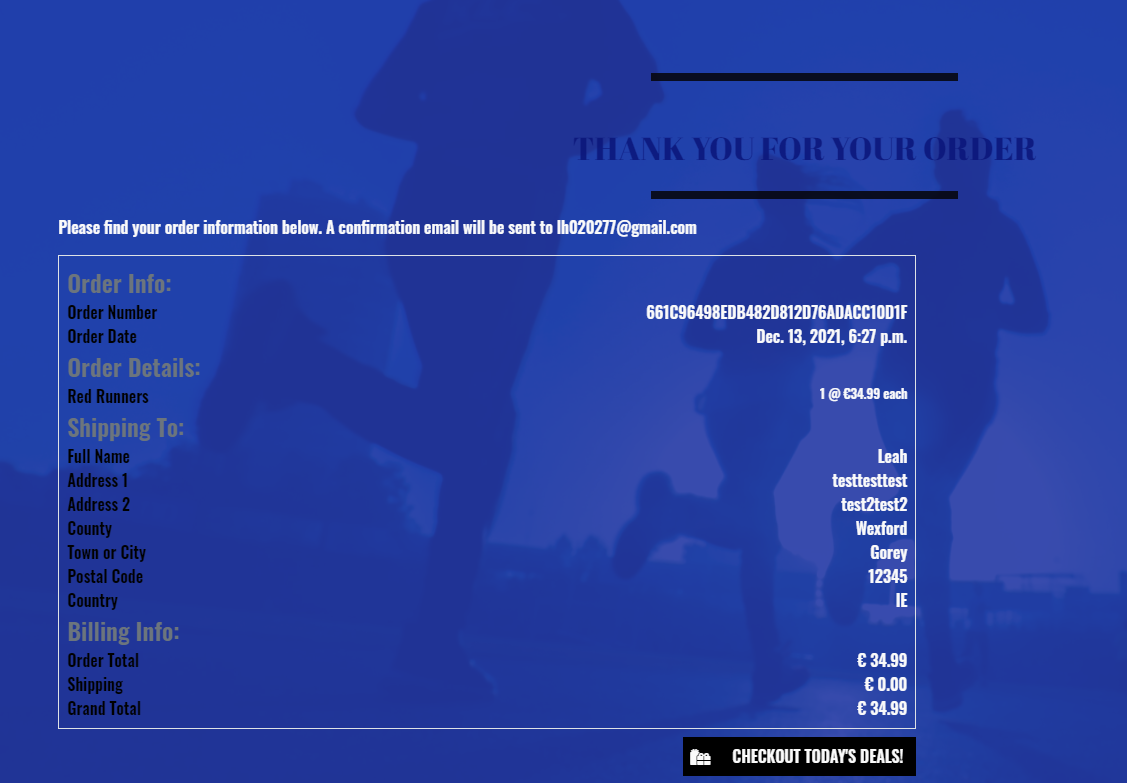 THANK YOU FOR YOUR ORDER
Please find your order information below. A confirmation email will be sent to lh020277@gmail.com
Order Info:
Order Number 661C96498EDB482D812D76ADACC10D1F
Order Date Dec. 13, 2021, 6:27 p.m.
Order Details:
Red Runners 1 @ €34.99 each
Shipping To:
Full Name Leah
Address 1 testtesttest
Address 2 test2test2
County Wexford
Town or City Gorey
Postal Code 12345
Country IE
Billing Info:
Order Total € 34.99
Shipping € 0.00
Grand Total € 34.99
CHECKOUT TODAY'S DEALS!